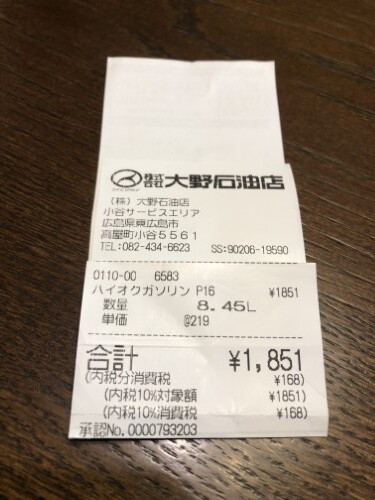 株式会社 大野石油店
(株) 大野石油店
小谷サービスエリア
広島県東広島市
高屋町小谷5561
TEL:082-434-6623 SS:90206-19590
0110-00 6583
ハイオクガソリン P16 ¥1851
数量 8.45L
単価 @219
合計 ¥1,851
(内税分消費税 ¥168)
(内税10%対象額 ¥1851)
(内税10%消費税 ¥168)
承認No.0000793203